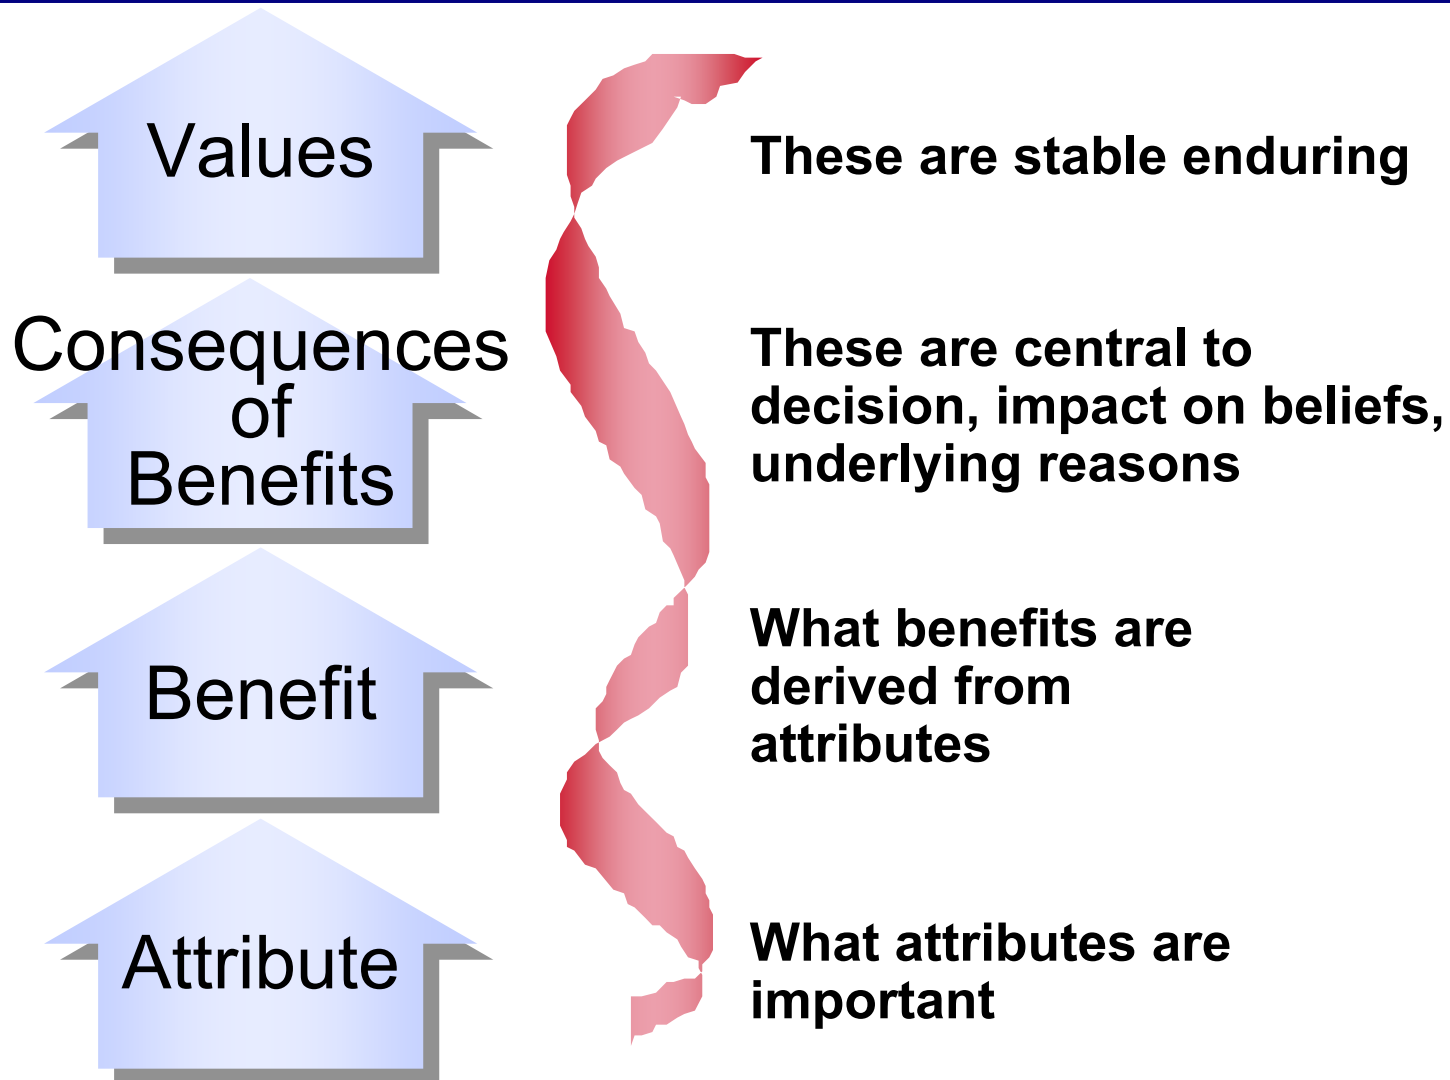 Values
These are stable enduring
Consequences
of
Benefits
These are central to
decision, impact on beliefs,
underlying reasons
Benefit
What benefits are
derived from
attributes
Attribute
What attributes are
important